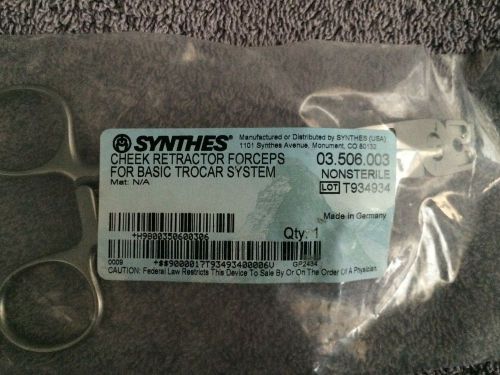 SYNTHES®
Manufactured or Distributed by SYNTHES (USA)
1101 Synthes Avenue, Monument, CO 80132
CHEEK RETRACTOR FORCEPS
FOR BASIC TROCAR SYSTEM
Mat: N/A
03.506.003
NONSTERILE
LOT T934934
Made in Germany
Qty: 1
+H9800350600306
0009
+$$9000017T93493400006U
GP2434
CAUTION: Federal Law Restricts This Device To Sale By Or On The Order Of A Physician.